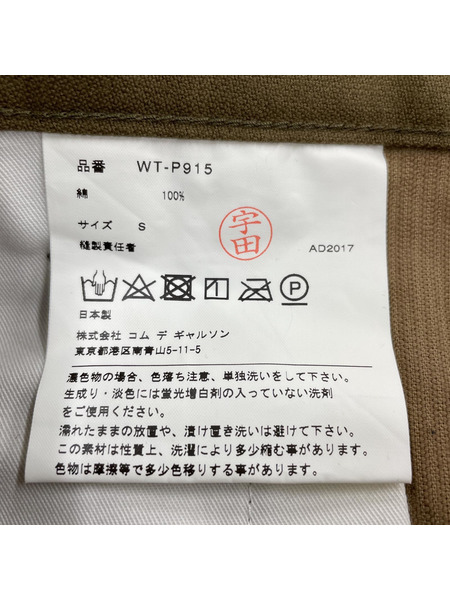 品番 WT-P915
綿 100%
サイズ S
宇田
縫製責任者 AD2017
日本製
株式会社 コム デ ギャルソン
東京都港区南青山5-11-5
濃色物の場合、色落ち注意、単独洗いをして下さい。
生成り・淡色には蛍光増白剤の入っていない洗剤
をご使用ください。
濡れたままの放置や、漬け置き洗いは避けて下さい。
この素材は性質上、洗濯により多少縮む事があります。
色物は摩擦等で多少色移りする事があります。